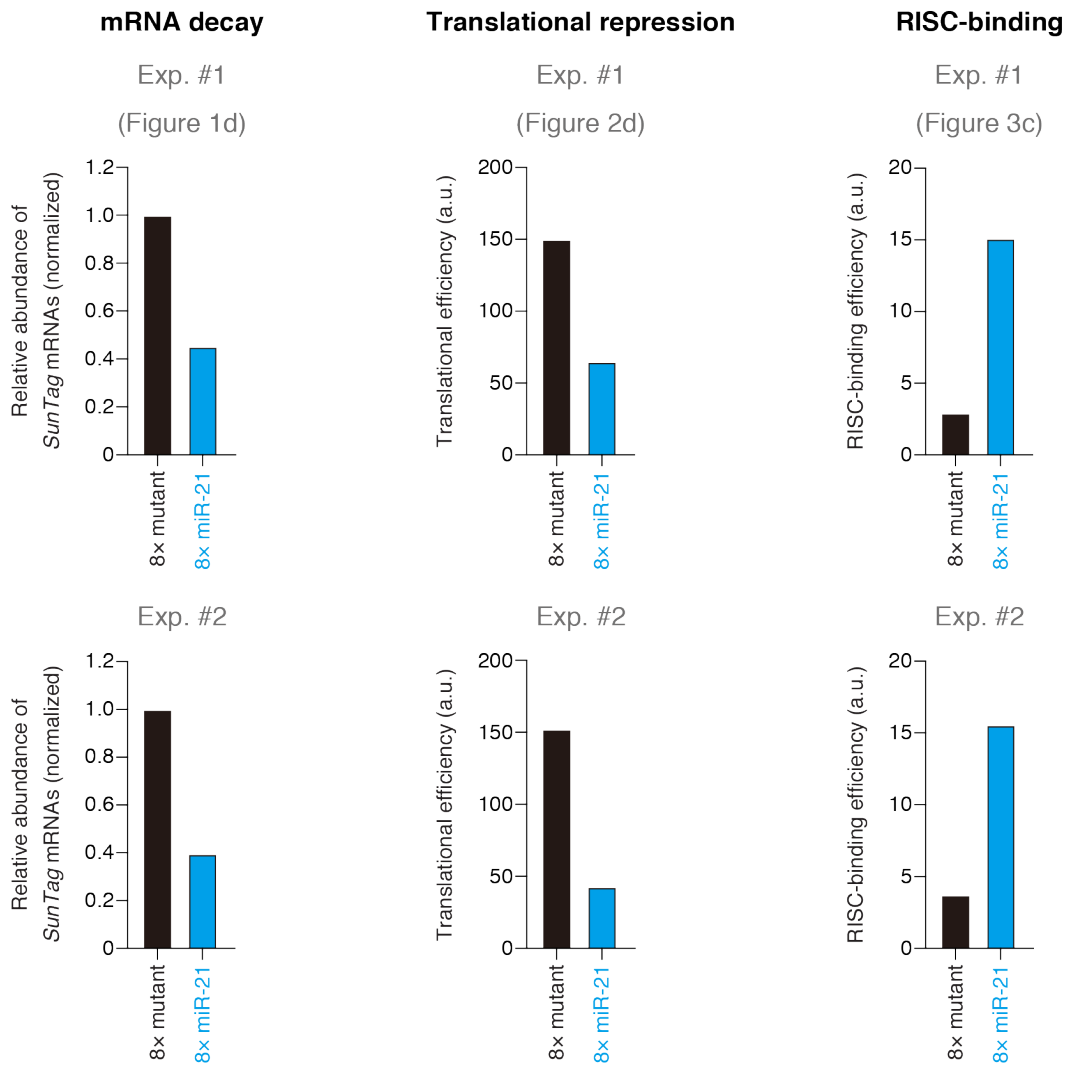 mRNA decay
Translational repression
RISC-binding
Exp. #1
Exp. #1
Exp. #1
(Figure 1d)
(Figure 2d)
(Figure 3c)
Relative abundance of
SunTag mRNAs (normalized)
1.2
1.0
0.8
0.6
0.4
0.2
0
8× mutant
8× miR-21
Translational efficiency (a.u.)
200
150
100
50
0
8× mutant
8× miR-21
RISC-binding efficiency (a.u.)
20
15
10
5
0
8× mutant
8× miR-21
Exp. #2
Exp. #2
Exp. #2
Relative abundance of
SunTag mRNAs (normalized)
1.2
1.0
0.8
0.6
0.4
0.2
0
8× mutant
8× miR-21
Translational efficiency (a.u.)
200
150
100
50
0
8× mutant
8× miR-21
RISC-binding efficiency (a.u.)
20
15
10
5
0
8× mutant
8× miR-21